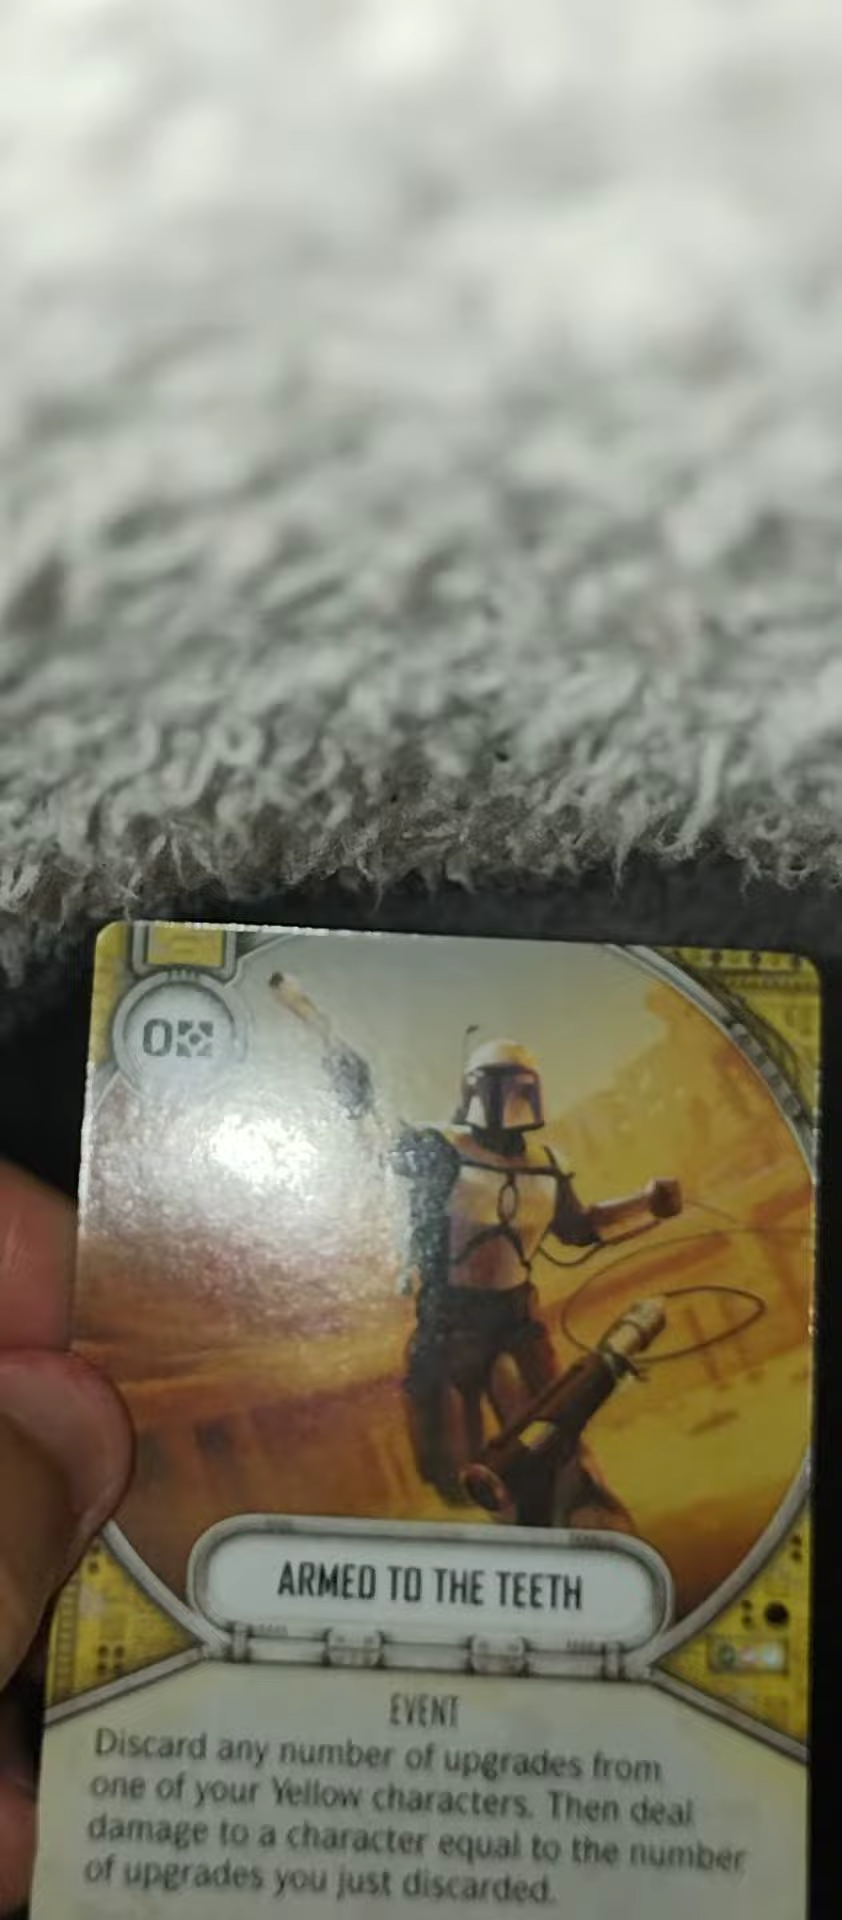 0
ARMED TO THE TEETH
EVENT
Discard any number of upgrades from
one of your Yellow characters. Then deal
damage to a character equal to the number
of upgrades you just discarded.